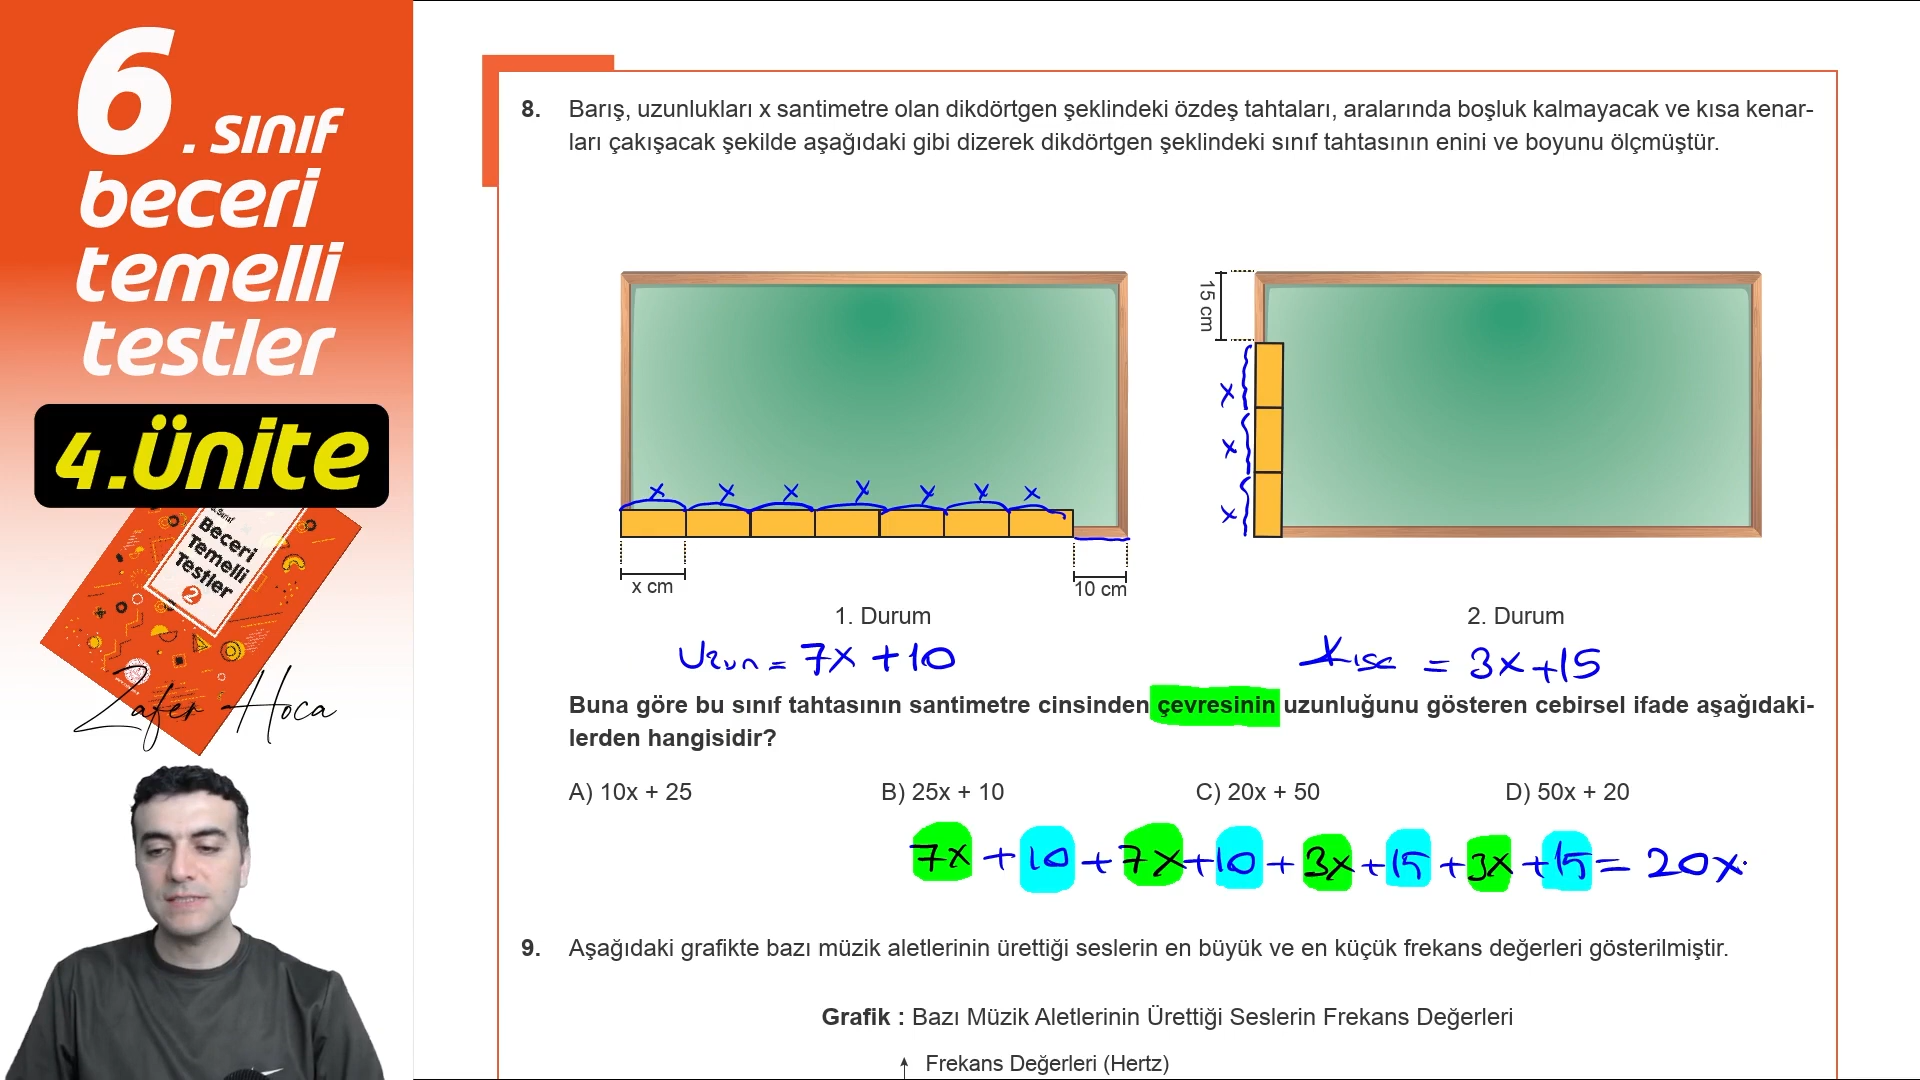 6. sınıf
beceri
temelli
testler
4.ünite
Beceri
Temelli
Testler
2
Zafer Hoca
8. Barış, uzunlukları x santimetre olan dikdörtgen şeklindeki özdeş tahtaları, aralarında boşluk kalmayacak ve kısa kenar-
ları çakışacak şekilde aşağıdaki gibi dizerek dikdörtgen şeklindeki sınıf tahtasının enini ve boyunu ölçmüştür.
15 cm
x
x
x
x x x x x x x
x cm
10 cm
1. Durum
2. Durum
Uzun = 7x + 10
Kısa = 3x + 15
Buna göre bu sınıf tahtasının santimetre cinsinden çevresinin uzunluğunu gösteren cebirsel ifade aşağıdaki-
lerden hangisidir?
A) 10x + 25 B) 25x + 10 C) 20x + 50 D) 50x + 20
7x + 10 + 7x + 10 + 3x + 15 + 3x + 15 = 20x
9. Aşağıdaki grafikte bazı müzik aletlerinin ürettiği seslerin en büyük ve en küçük frekans değerleri gösterilmiştir.
Grafik : Bazı Müzik Aletlerinin Ürettiği Seslerin Frekans Değerleri
Frekans Değerleri (Hertz)